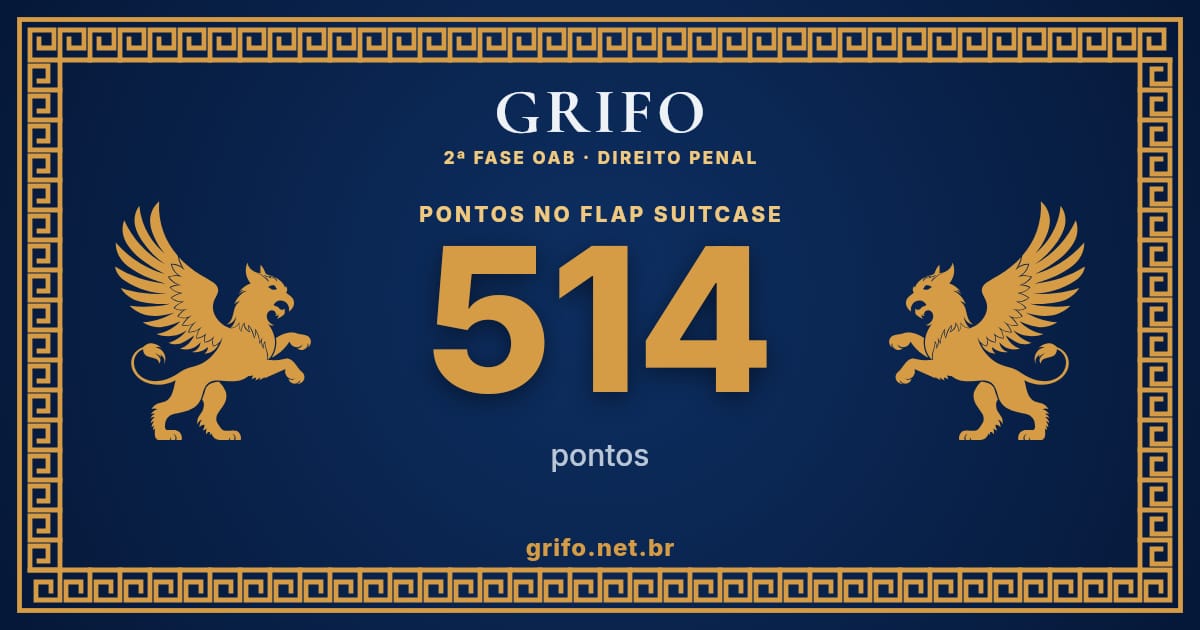 GRIFO
2ª FASE OAB · DIREITO PENAL
PONTOS NO FLAP SUITCASE
514
pontos
grifo.net.br